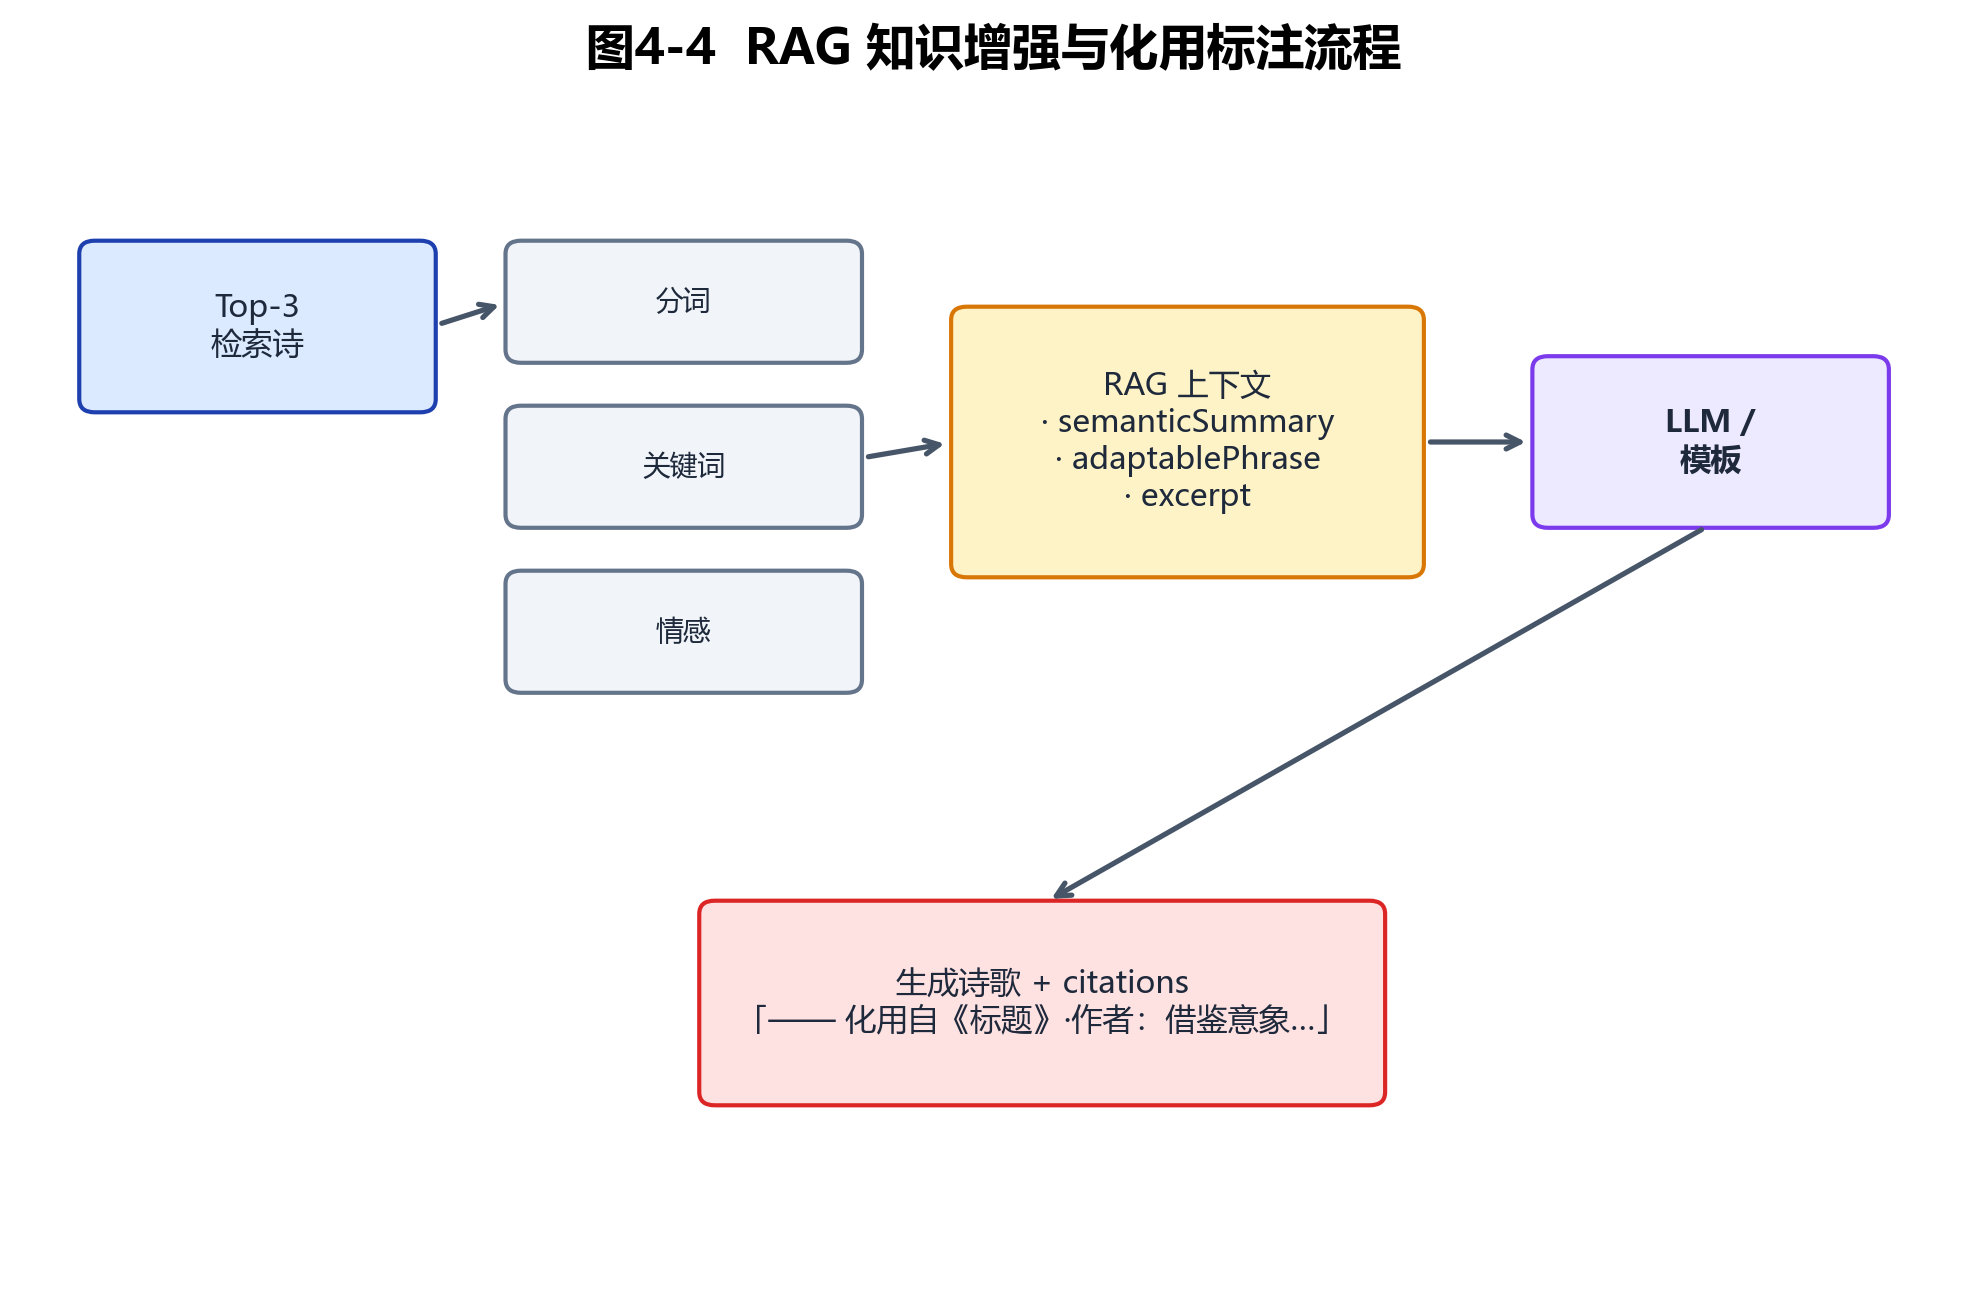 图4-4 RAG 知识增强与化用标注流程
Top-3
检索诗
分词
关键词
情感
RAG 上下文
· semanticSummary
· adaptablePhrase
· excerpt
LLM /
模板
生成诗歌 + citations
「—— 化用自《标题》·作者：借鉴意象…」